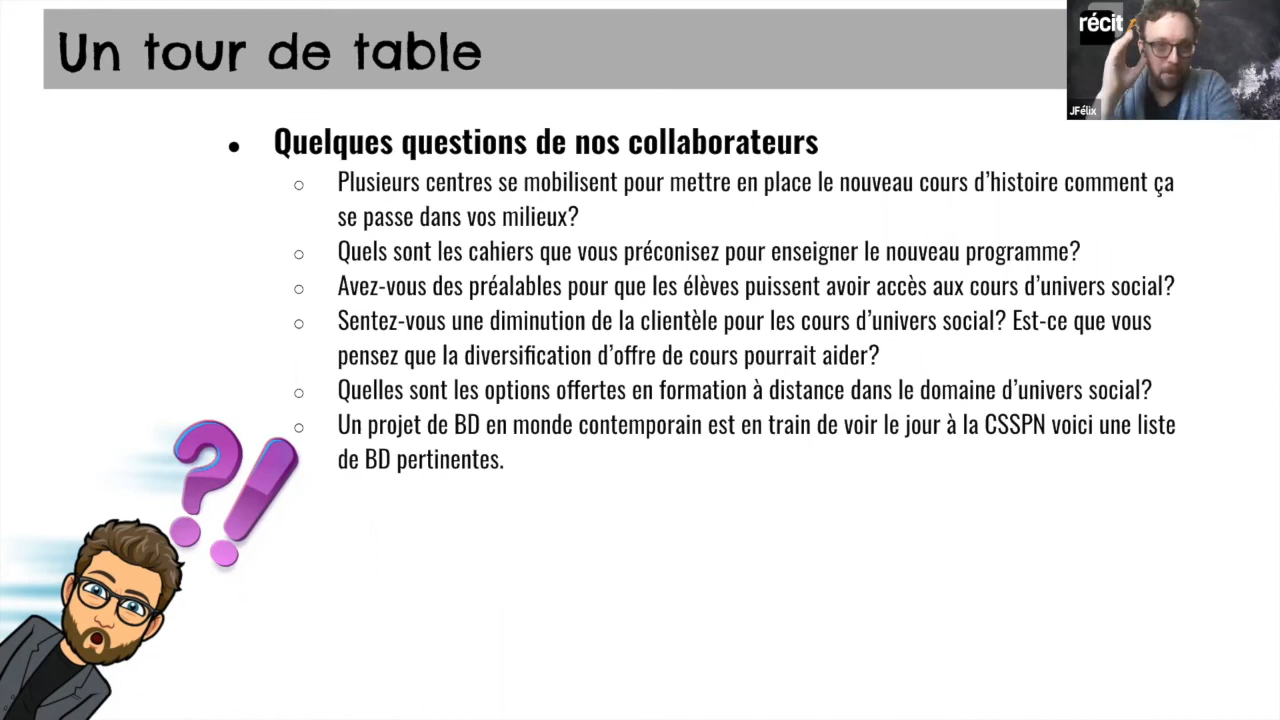 Un tour de table
récit
JFélix
• Quelques questions de nos collaborateurs
○ Plusieurs centres se mobilisent pour mettre en place le nouveau cours d'histoire comment ça
se passe dans vos milieux?
○ Quels sont les cahiers que vous préconisez pour enseigner le nouveau programme?
○ Avez-vous des préalables pour que les élèves puissent avoir accès aux cours d'univers social?
○ Sentez-vous une diminution de la clientèle pour les cours d'univers social? Est-ce que vous
pensez que la diversification d'offre de cours pourrait aider?
○ Quelles sont les options offertes en formation à distance dans le domaine d'univers social?
○ Un projet de BD en monde contemporain est en train de voir le jour à la CSSPN voici une liste
de BD pertinentes.
?!